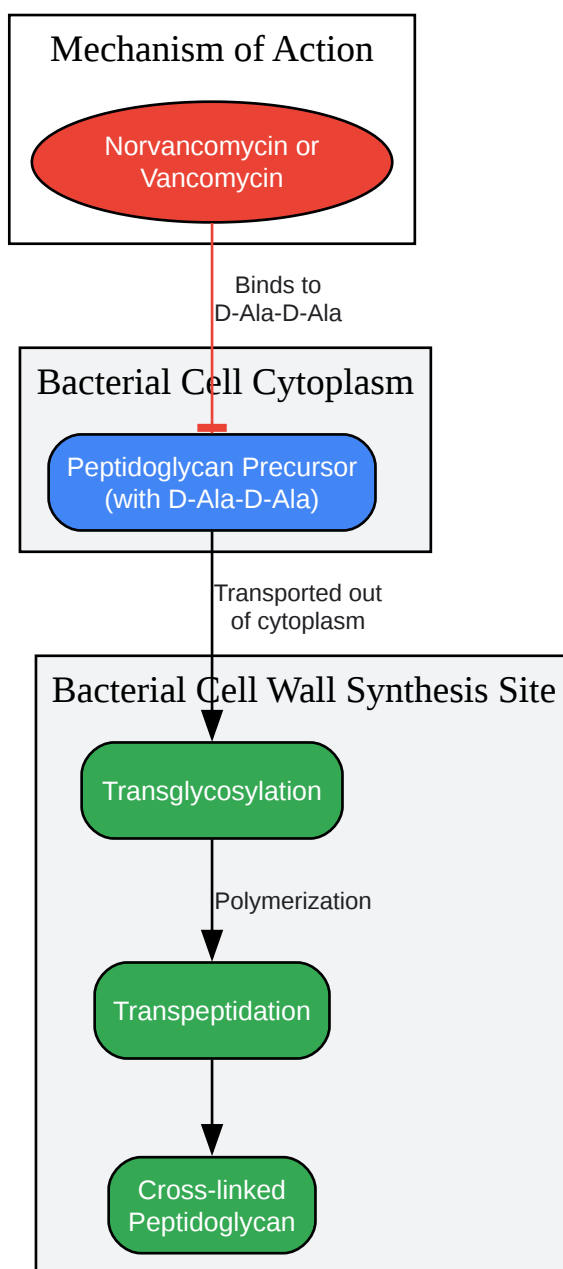 Mechanism of Action
Norvancomycin or
Vancomycin
Binds to
D-Ala-D-Ala
Bacterial Cell Cytoplasm
Peptidoglycan Precursor
(with D-Ala-D-Ala)
Transported out
of cytoplasm
Bacterial Cell Wall Synthesis Site
Transglycosylation
Polymerization
Transpeptidation
Cross-linked
Peptidoglycan